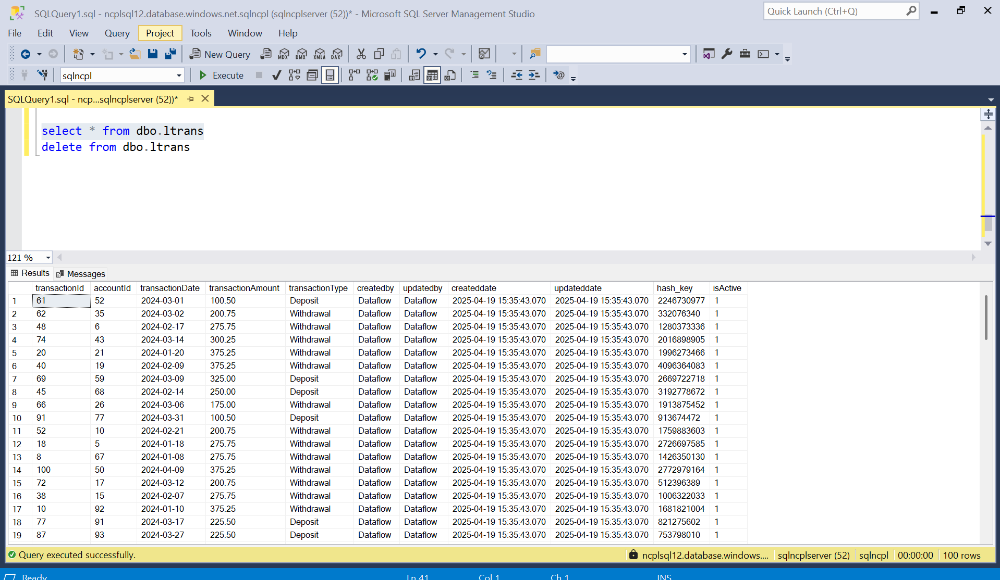 SQLQuery1.sql - ncplsql12.database.windows.net.sqlncpl (sqlncplserver (52))* - Microsoft SQL Server Management Studio
Quick Launch (Ctrl+Q)
File Edit View Query Project Tools Window Help
New Query MDX DMX XMLA DAX
sqlncpl Execute
SQLQuery1.sql - ncp...sqlncplserver (52))*
select * from dbo.ltrans
delete from dbo.ltrans
121 %
Results Messages
transactionId accountId transactionDate transactionAmount transactionType createdby updatedby createddate updateddate hash_key isActive
1 61 52 2024-03-01 100.50 Deposit Dataflow Dataflow 2025-04-19 15:35:43.070 2025-04-19 15:35:43.070 2246730977 1
2 62 35 2024-03-02 200.75 Withdrawal Dataflow Dataflow 2025-04-19 15:35:43.070 2025-04-19 15:35:43.070 332076340 1
3 48 6 2024-02-17 275.75 Withdrawal Dataflow Dataflow 2025-04-19 15:35:43.070 2025-04-19 15:35:43.070 1280373336 1
4 74 43 2024-03-14 300.25 Withdrawal Dataflow Dataflow 2025-04-19 15:35:43.070 2025-04-19 15:35:43.070 2016898905 1
5 20 21 2024-01-20 375.25 Withdrawal Dataflow Dataflow 2025-04-19 15:35:43.070 2025-04-19 15:35:43.070 1996273466 1
6 40 19 2024-02-09 375.25 Withdrawal Dataflow Dataflow 2025-04-19 15:35:43.070 2025-04-19 15:35:43.070 4096364083 1
7 69 59 2024-03-09 325.00 Deposit Dataflow Dataflow 2025-04-19 15:35:43.070 2025-04-19 15:35:43.070 2669722718 1
8 45 68 2024-02-14 250.00 Deposit Dataflow Dataflow 2025-04-19 15:35:43.070 2025-04-19 15:35:43.070 3192778672 1
9 66 26 2024-03-06 175.00 Withdrawal Dataflow Dataflow 2025-04-19 15:35:43.070 2025-04-19 15:35:43.070 1913875452 1
10 91 77 2024-03-31 100.50 Deposit Dataflow Dataflow 2025-04-19 15:35:43.070 2025-04-19 15:35:43.070 913674472 1
11 52 10 2024-02-21 200.75 Withdrawal Dataflow Dataflow 2025-04-19 15:35:43.070 2025-04-19 15:35:43.070 1759883603 1
12 18 5 2024-01-18 275.75 Withdrawal Dataflow Dataflow 2025-04-19 15:35:43.070 2025-04-19 15:35:43.070 2726697585 1
13 8 67 2024-01-08 275.75 Withdrawal Dataflow Dataflow 2025-04-19 15:35:43.070 2025-04-19 15:35:43.070 1426350130 1
14 100 50 2024-04-09 375.25 Withdrawal Dataflow Dataflow 2025-04-19 15:35:43.070 2025-04-19 15:35:43.070 2772979164 1
15 72 17 2024-03-12 200.75 Withdrawal Dataflow Dataflow 2025-04-19 15:35:43.070 2025-04-19 15:35:43.070 512396389 1
16 38 15 2024-02-07 275.75 Withdrawal Dataflow Dataflow 2025-04-19 15:35:43.070 2025-04-19 15:35:43.070 1006322033 1
17 10 92 2024-01-10 375.25 Withdrawal Dataflow Dataflow 2025-04-19 15:35:43.070 2025-04-19 15:35:43.070 1681821004 1
18 77 91 2024-03-17 225.50 Deposit Dataflow Dataflow 2025-04-19 15:35:43.070 2025-04-19 15:35:43.070 821275602 1
19 87 93 2024-03-27 225.50 Deposit Dataflow Dataflow 2025-04-19 15:35:43.070 2025-04-19 15:35:43.070 753798010 1
Query executed successfully. ncplsql12.database.windows.... sqlncplserver (52) sqlncpl 00:00:00 100 rows
Ready Ln 41 Col 1 Ch 1 INS